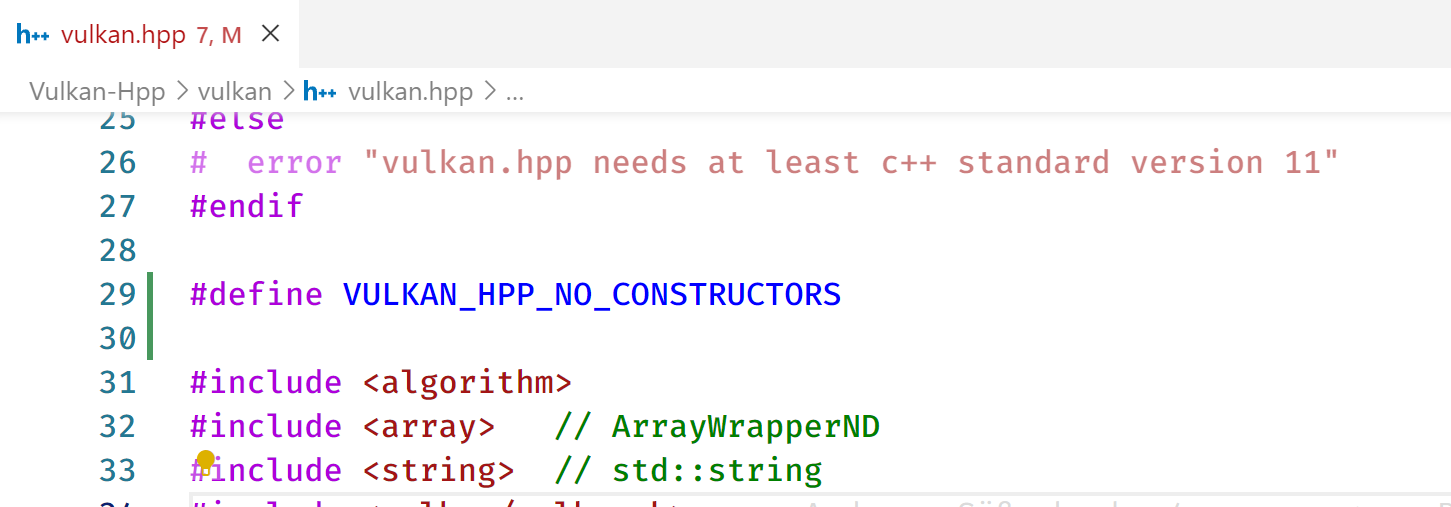 h++ vulkan.hpp 7, M
Vulkan-Hpp > vulkan > h++ vulkan.hpp > ...
25 #else
26 #  error "vulkan.hpp needs at least c++ standard version 11"
27 #endif
28
29 #define VULKAN_HPP_NO_CONSTRUCTORS
30
31 #include <algorithm>
32 #include <array>   // ArrayWrapperND
33 #include <string>  // std::string